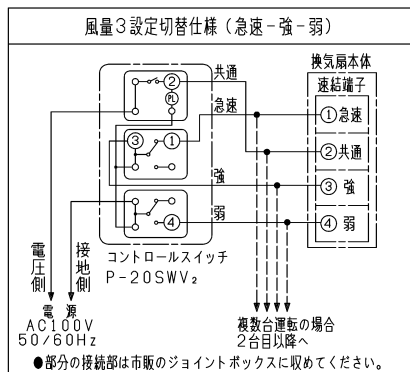 風量3設定切替仕様（急速－強－弱）
換気扇本体
速結端子
共通
急速
強
弱
②
PL
③
①
④
①急速
②共通
③ 強
④ 弱
コントロールスイッチ
P-20SWV₂
電圧側
接地側
電 源
AC100V
50/60Hz
複数台運転の場合
2台目以降へ
●部分の接続部は市販のジョイントボックスに収めてください。